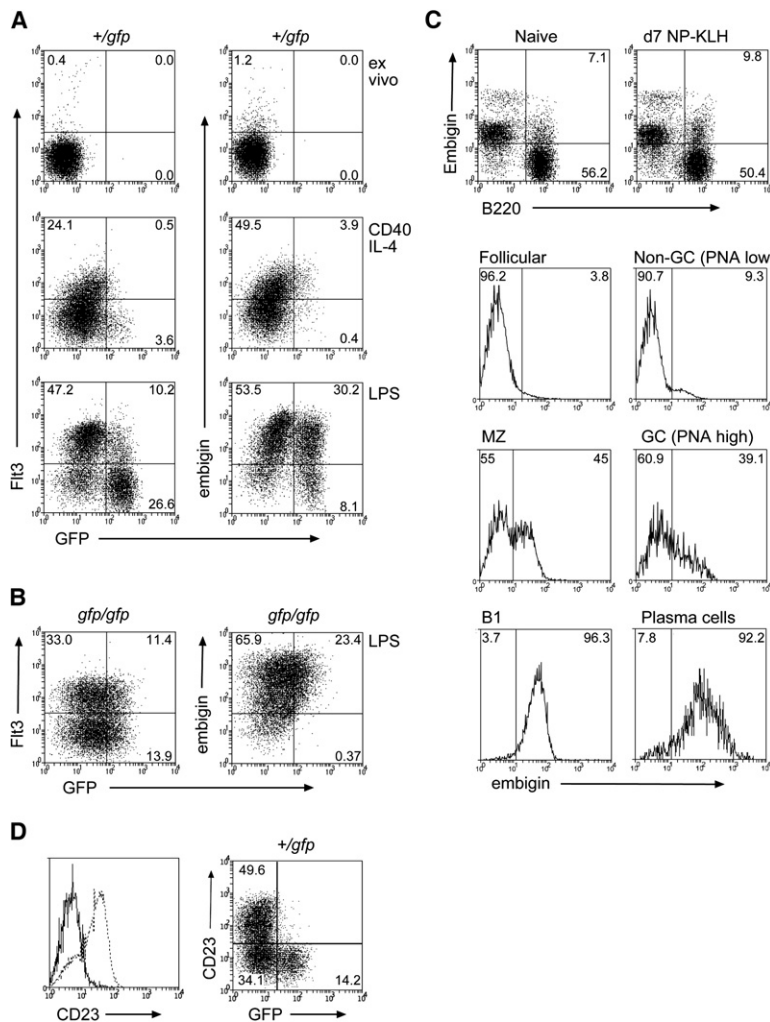 A
+/gfp
+/gfp
0.4 0.0
0.0
1.2 0.0
0.0
ex
vivo
24.1 0.5
3.6
49.5 3.9
0.4
CD40
IL-4
47.2 10.2
26.6
53.5 30.2
8.1
LPS
Flt3
embigin
GFP
B
gfp/gfp
gfp/gfp
33.0 11.4
13.9
65.9 23.4
0.37
LPS
Flt3
embigin
GFP
C
Naive
d7 NP-KLH
7.1
56.2
9.8
50.4
Embigin
B220
Follicular
96.2 3.8
Non-GC (PNA low
90.7 9.3
MZ
55 45
GC (PNA high)
60.9 39.1
B1
3.7 96.3
Plasma cells
7.8 92.2
embigin
D
CD23
+/gfp
49.6
34.1 14.2
CD23
GFP